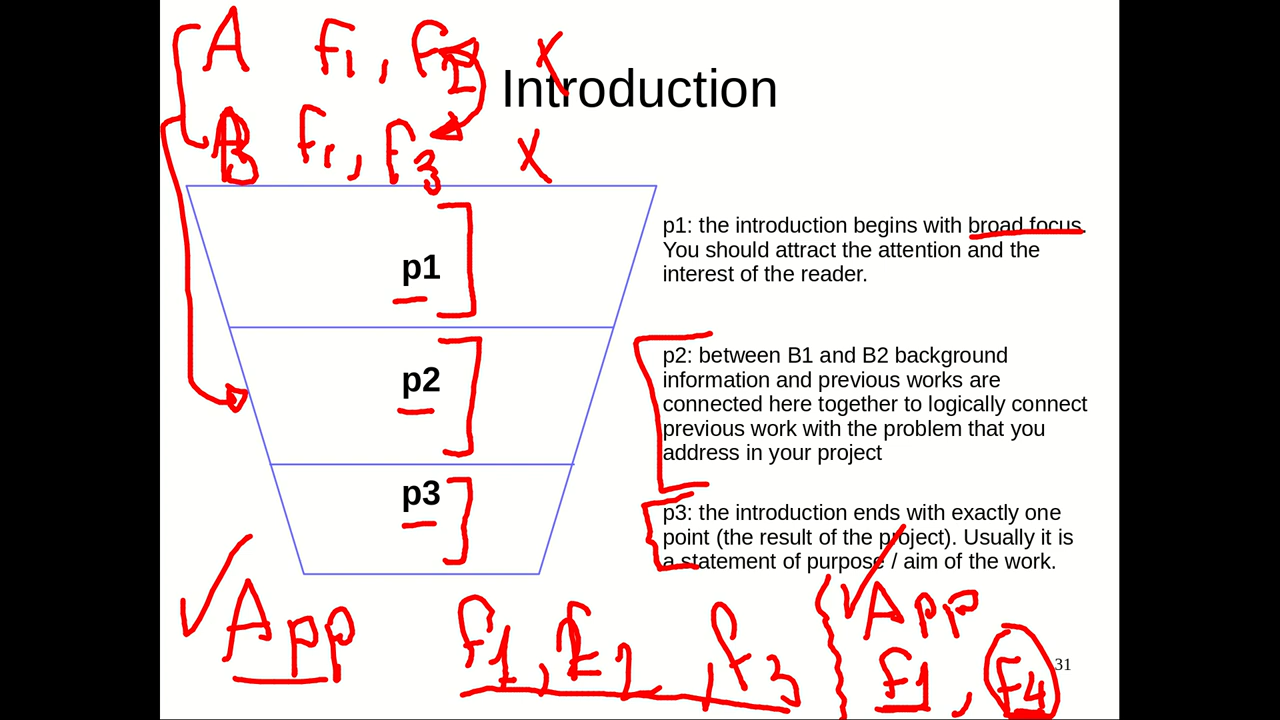 A f1, f2 x
Introduction
B f1, f3 x
p1
p1: the introduction begins with broad focus.
You should attract the attention and the
interest of the reader.
p2
p2: between B1 and B2 background
information and previous works are
connected here together to logically connect
previous work with the problem that you
address in your project
p3
p3: the introduction ends with exactly one
point (the result of the project). Usually it is
a statement of purpose / aim of the work.
App f1, f2, f3
App
f1, f4
31